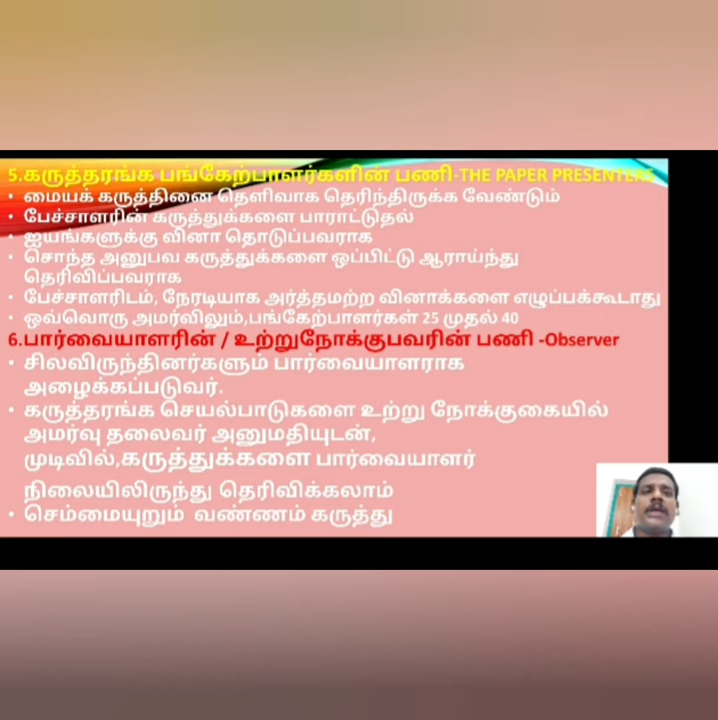 5.கருத்தரங்க பங்கேற்பாளர்களின் பணி-THE PAPER PRESENTERS
• மையக் கருத்தினை தெளிவாக தெரிந்திருக்க வேண்டும்
• பேச்சாளரின் கருத்துக்களை பாராட்டுதல்
• ஐயங்களுக்கு வினா தொடுப்பவராக
• சொந்த அனுபவ கருத்துக்களை ஒப்பிட்டு ஆராய்ந்து
தெரிவிப்பவராக
• பேச்சாளரிடம், நேரடியாக அர்த்தமற்ற வினாக்களை எழுப்பக்கூடாது
• ஒவ்வொரு அமர்விலும்,பங்கேற்பாளர்கள் 25 முதல் 40
6.பார்வையாளரின் / உற்றுநோக்குபவரின் பணி -Observer
• சிலவிருந்தினர்களும் பார்வையாளராக
அழைக்கப்படுவர்.
• கருத்தரங்க செயல்பாடுகளை உற்று நோக்குகையில்
அமர்வு தலைவர் அனுமதியுடன்,
முடிவில்,கருத்துக்களை பார்வையாளர்
நிலையிலிருந்து தெரிவிக்கலாம்
• செம்மையுறும் வண்ணம் கருத்து